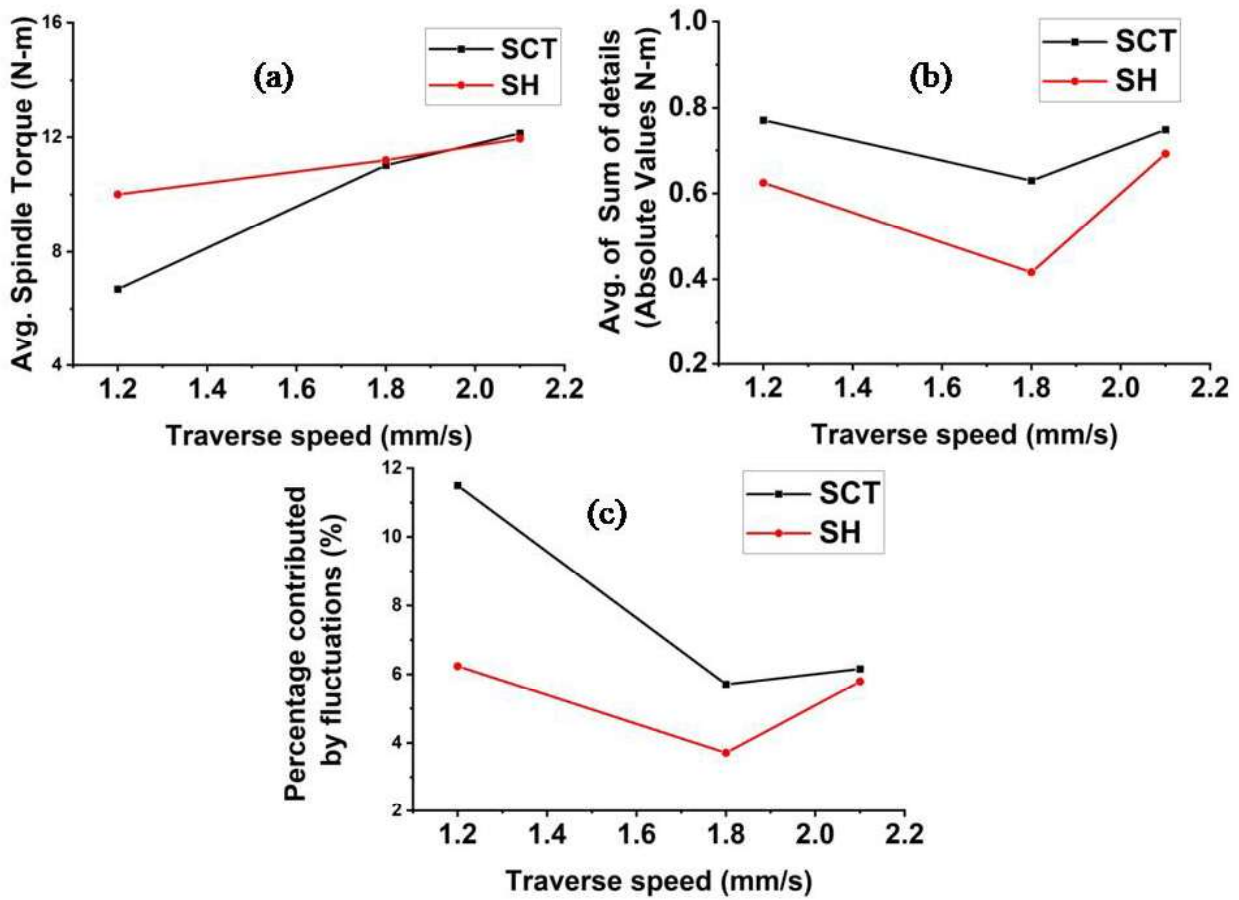 Avg. Spindle Torque (N-m)
16
12
8
4
1.2
1.4
1.6
1.8
2.0
2.2
Traverse speed (mm/s)
(a)
SCT
SH
Avg. of Sum of details
(Absolute Values N-m)
1.0
0.8
0.6
0.4
0.2
1.2
1.4
1.6
1.8
2.0
2.2
Traverse speed (mm/s)
(b)
SCT
SH
Percentage contributed
by fluctuations (%)
12
10
8
6
4
2
1.2
1.4
1.6
1.8
2.0
2.2
Traverse speed (mm/s)
(c)
SCT
SH